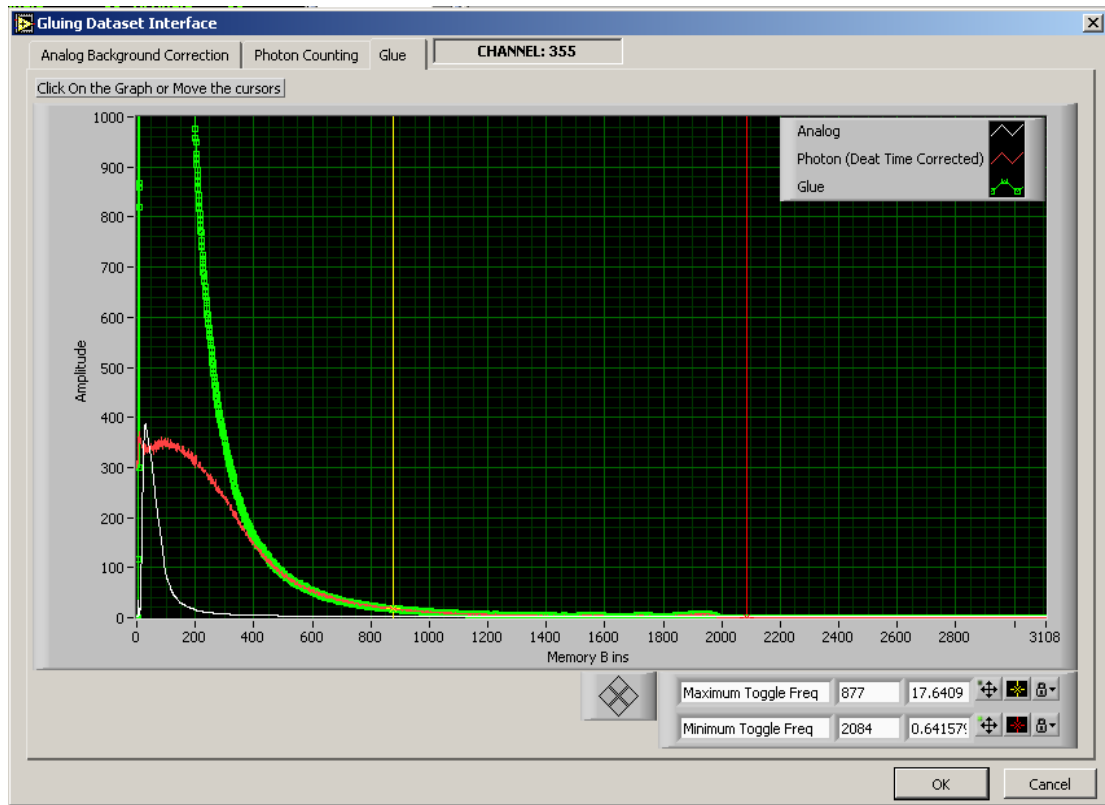 Gluing Dataset Interface
Analog Background Correction Photon Counting Glue CHANNEL: 355
Click On the Graph or Move the cursors
Analog
Photon (Deat Time Corrected)
Glue
Amplitude
1000
900
800
700
600
500
400
300
200
100
0
0 200 400 600 800 1000 1200 1400 1600 1800 2000 2200 2400 2600 2800 3108
Memory Bins
Maximum Toggle Freq 877 17.6409
Minimum Toggle Freq 2084 0.641579
OK Cancel